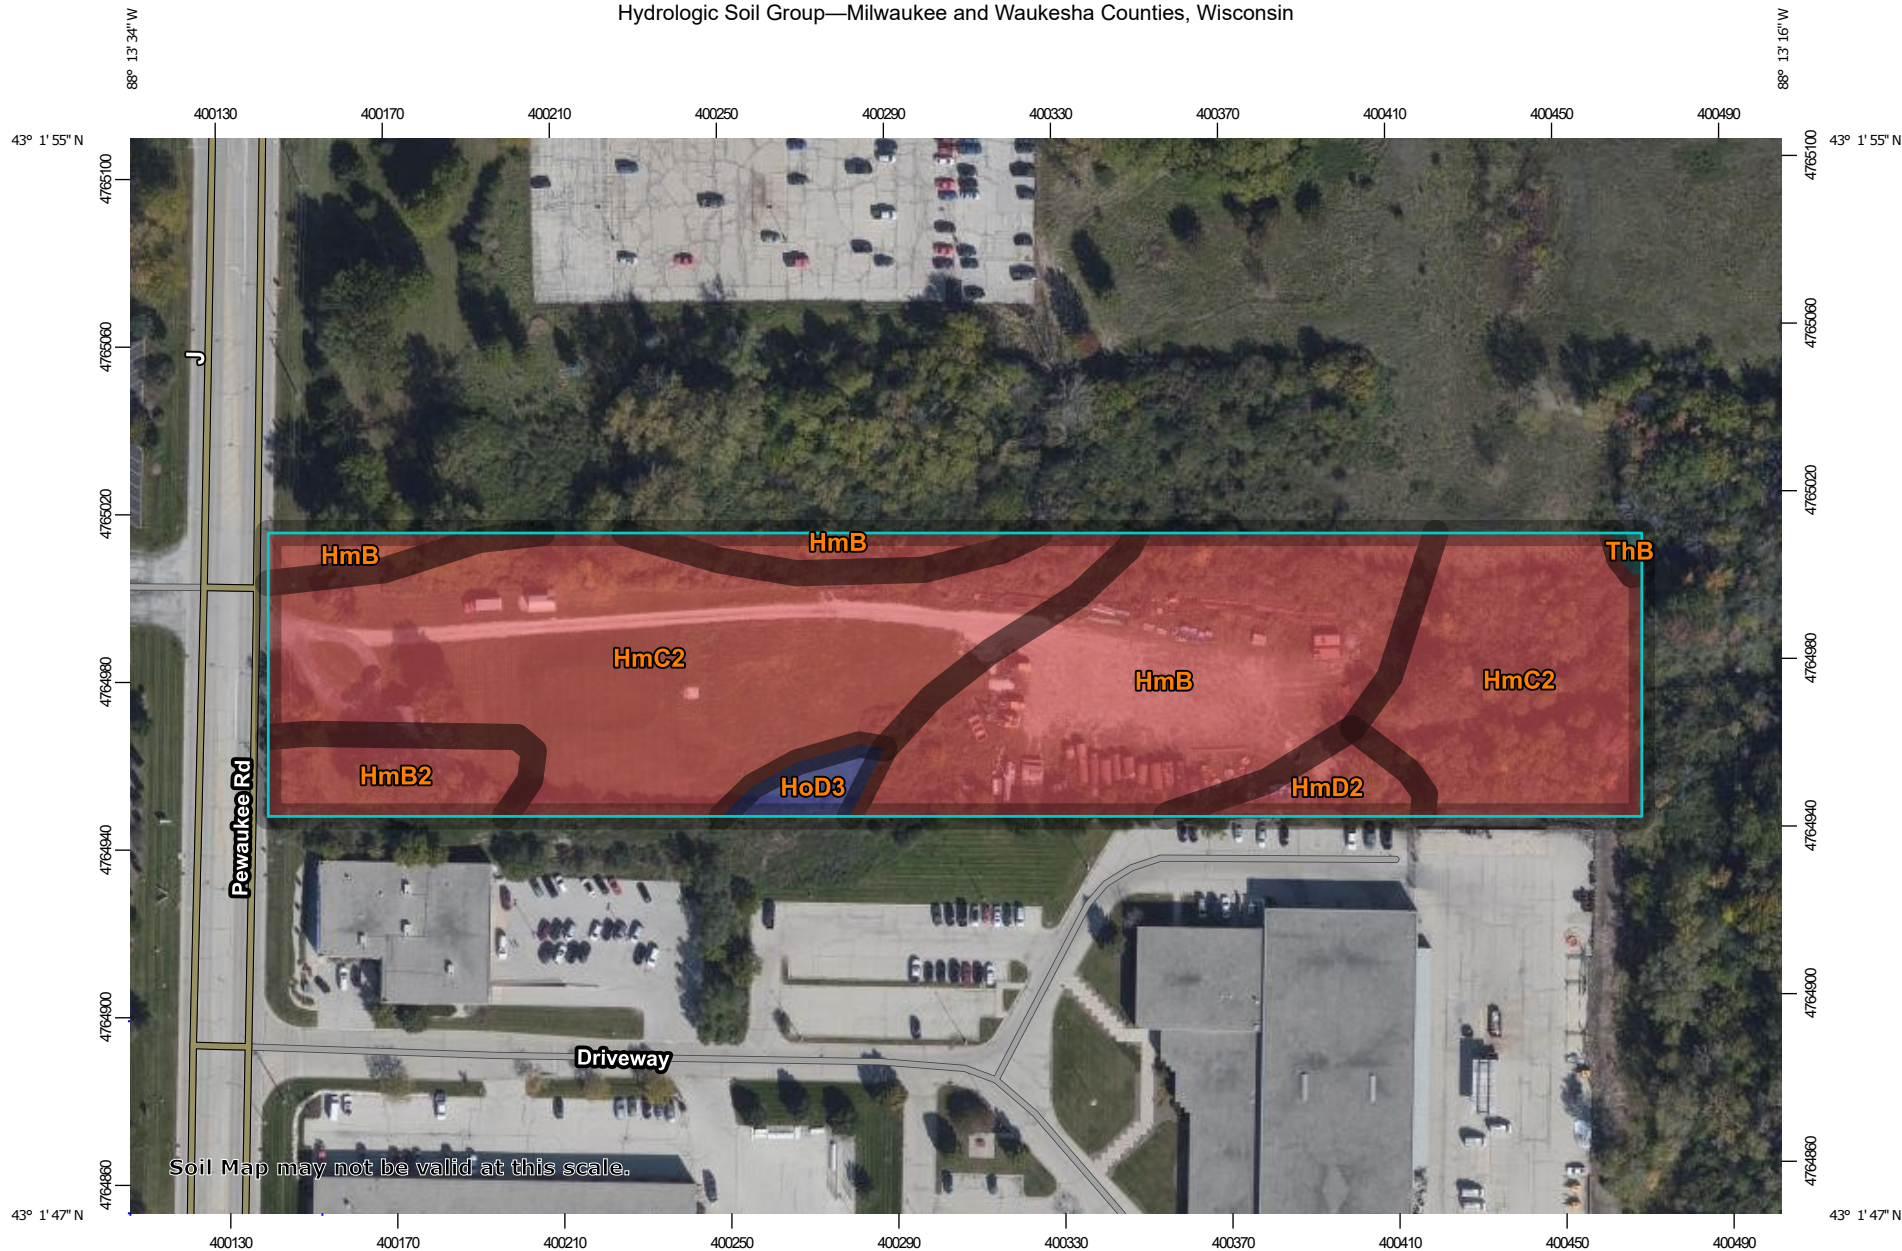 Hydrologic Soil Group—Milwaukee and Waukesha Counties, Wisconsin
88° 13' 34" W
88° 13' 16" W
400130 400170 400210 400250 400290 400330 400370 400410 400450 400490
43° 1' 55" N
43° 1' 55" N
4765100
4765100
4765060
4765060
J
4765020
4765020
HmB
HmB
ThB
HmC2
HmB
HmC2
4764980
4764980
HmB2
HoD3
HmD2
Pewaukee Rd
4764940
4764940
4764900
4764900
Driveway
Soil Map may not be valid at this scale.
4764860
4764860
43° 1' 47" N
43° 1' 47" N
400130 400170 400210 400250 400290 400330 400370 400410 400450 400490